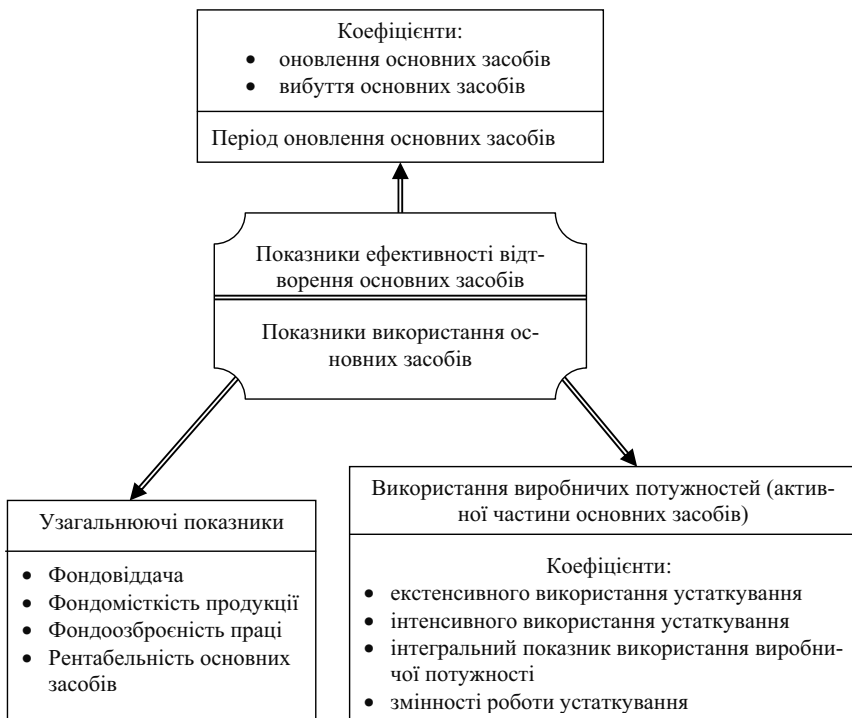 Коефіцієнти:
• оновлення основних засобів
• вибуття основних засобів
Період оновлення основних засобів
Показники ефективності відт-
ворення основних засобів
Показники використання ос-
новних засобів
Узагальнюючі показники
• Фондовіддача
• Фондомісткість продукції
• Фондоозброєність праці
• Рентабельність основних
засобів
Використання виробничих потужностей (актив-
ної частини основних засобів)
Коефіцієнти:
• екстенсивного використання устаткування
• інтенсивного використання устаткування
• інтегральний показник використання виробни-
чої потужності
• змінності роботи устаткування